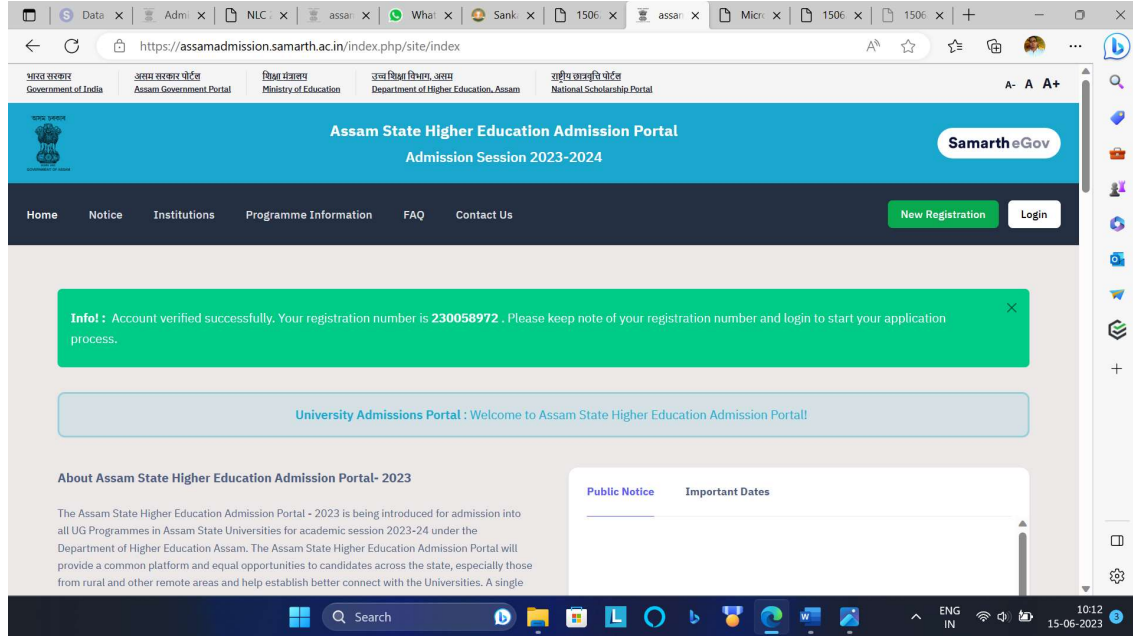 Data
Admi
NLC
assar
What
Sank
1506
assar
Micro
1506
1506
https://assamadmission.samarth.ac.in/index.php/site/index
भारत सरकार
Government of India
असम सरकार पोर्टल
Assam Government Portal
शिक्षा मंत्रालय
Ministry of Education
उच्च शिक्षा विभाग, असम
Department of Higher Education, Assam
राष्ट्रीय छात्रवृत्ति पोर्टल
National Scholarship Portal
A- A A+
Assam State Higher Education Admission Portal
Admission Session 2023-2024
SamartheGov
Home Notice Institutions Programme Information FAQ Contact Us
New Registration Login
Info! : Account verified successfully. Your registration number is 230058972 . Please keep note of your registration number and login to start your application
process.
University Admissions Portal : Welcome to Assam State Higher Education Admission Portal!
About Assam State Higher Education Admission Portal- 2023
The Assam State Higher Education Admission Portal - 2023 is being introduced for admission into
all UG Programmes in Assam State Universities for academic session 2023-24 under the
Department of Higher Education Assam. The Assam State Higher Education Admission Portal will
provide a common platform and equal opportunities to candidates across the state, especially those
from rural and other remote areas and help establish better connect with the Universities. A single
Public Notice Important Dates
Search
ENG
IN
10:12
15-06-2023
3